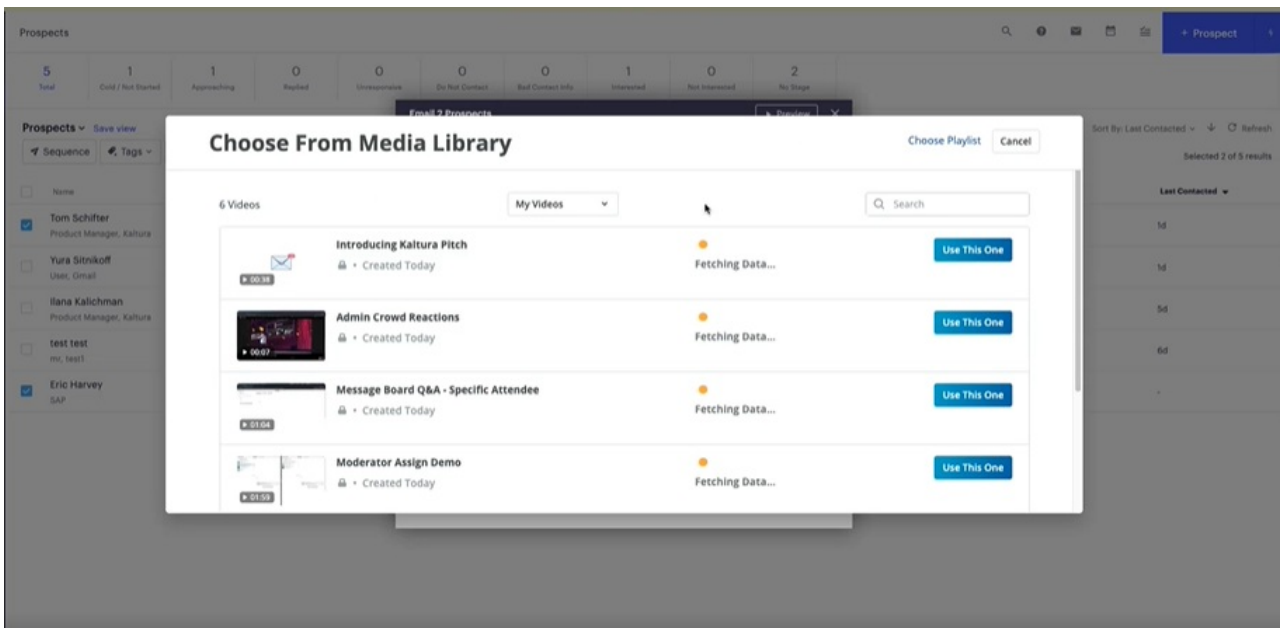 Prospects
+ Prospect
5
Total
1
Cold / Not Started
1
Approaching
0
Replied
0
Unresponsive
0
Do Not Contact
0
Bad Contact Info
1
Interested
0
Not Interested
2
No Stage
Email 2 Prospects
Preview
Prospects
Save view
Sort By: Last Contacted
Refresh
Sequence
Tags
Selected 2 of 5 results
Name
Last Contacted
Tom Schifter
Product Manager, Kaltura
1d
Yura Sitnikoff
User, Gmail
1d
Ilana Kalichman
Product Manager, Kaltura
5d
test test
mr, test1
6d
Eric Harvey
SAP
-
Choose From Media Library
Choose Playlist
Cancel
6 Videos
My Videos
Search
Introducing Kaltura Pitch
• Created Today
00:38
Fetching Data...
Use This One
Admin Crowd Reactions
• Created Today
00:07
Fetching Data...
Use This One
Message Board Q&A - Specific Attendee
• Created Today
01:04
Fetching Data...
Use This One
Moderator Assign Demo
• Created Today
01:59
Fetching Data...
Use This One